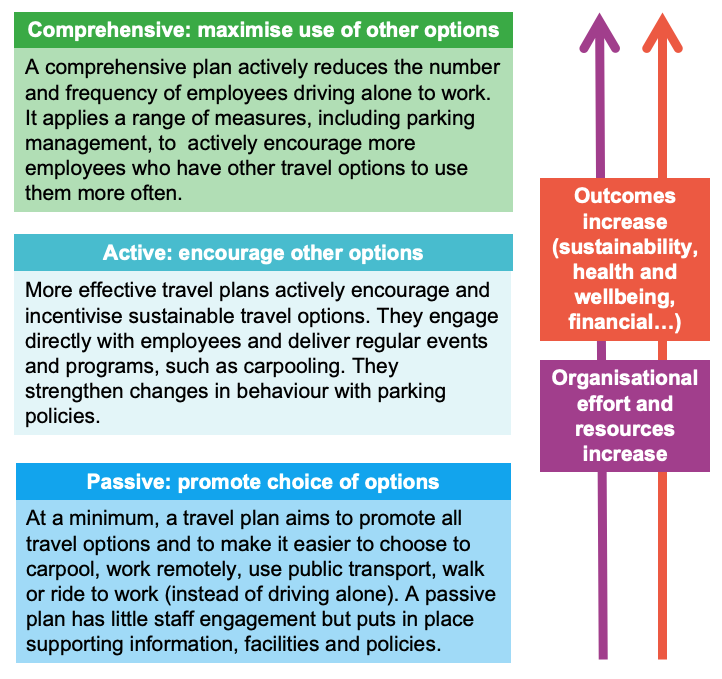 Comprehensive: maximise use of other options
A comprehensive plan actively reduces the number
and frequency of employees driving alone to work.
It applies a range of measures, including parking
management, to actively encourage more
employees who have other travel options to use
them more often.
Active: encourage other options
More effective travel plans actively encourage and
incentivise sustainable travel options. They engage
directly with employees and deliver regular events
and programs, such as carpooling. They
strengthen changes in behaviour with parking
policies.
Passive: promote choice of options
At a minimum, a travel plan aims to promote all
travel options and to make it easier to choose to
carpool, work remotely, use public transport, walk
or ride to work (instead of driving alone). A passive
plan has little staff engagement but puts in place
supporting information, facilities and policies.
Outcomes
increase
(sustainability,
health and
wellbeing,
financial…)
Organisational
effort and
resources
increase